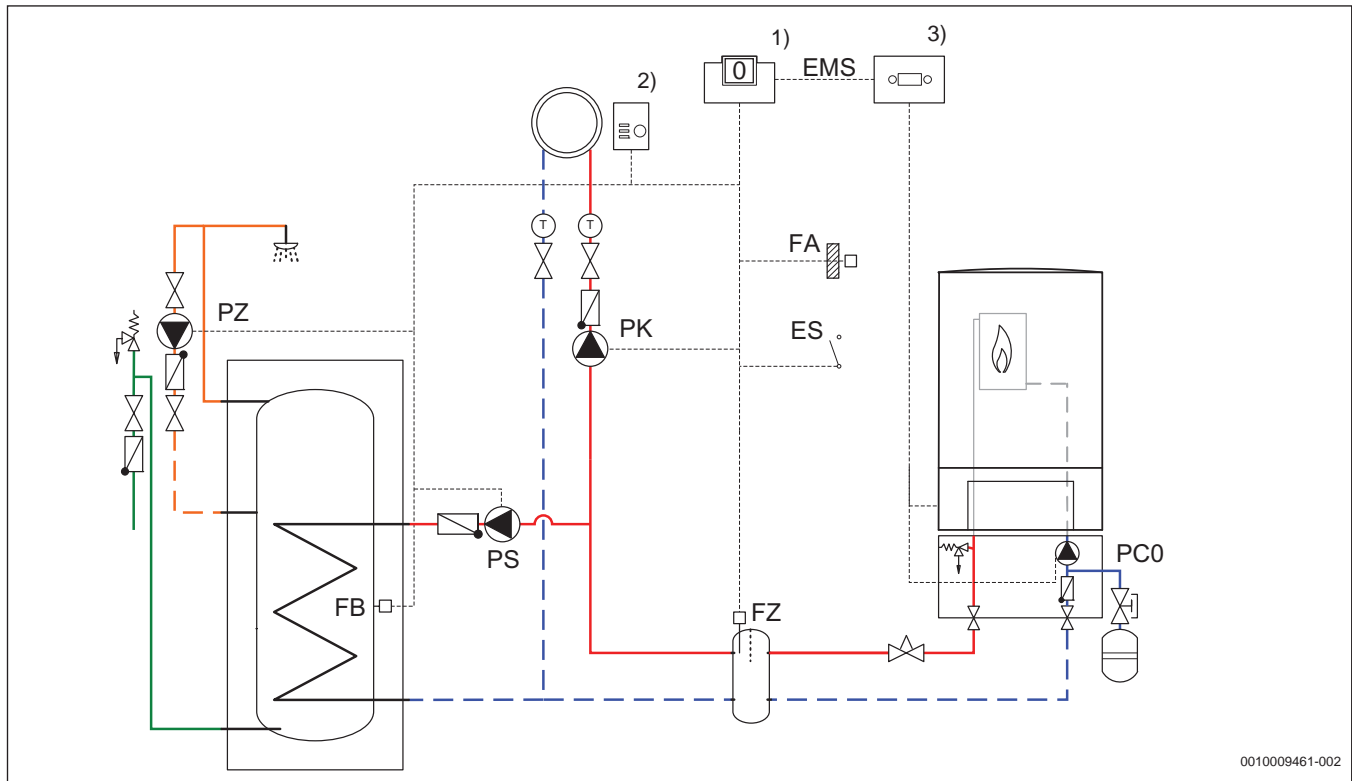 1)
3)
EMS
0
2)
T
T
FA
PZ
PK
ES
PS
PC0
FB
FZ
0010009461-002